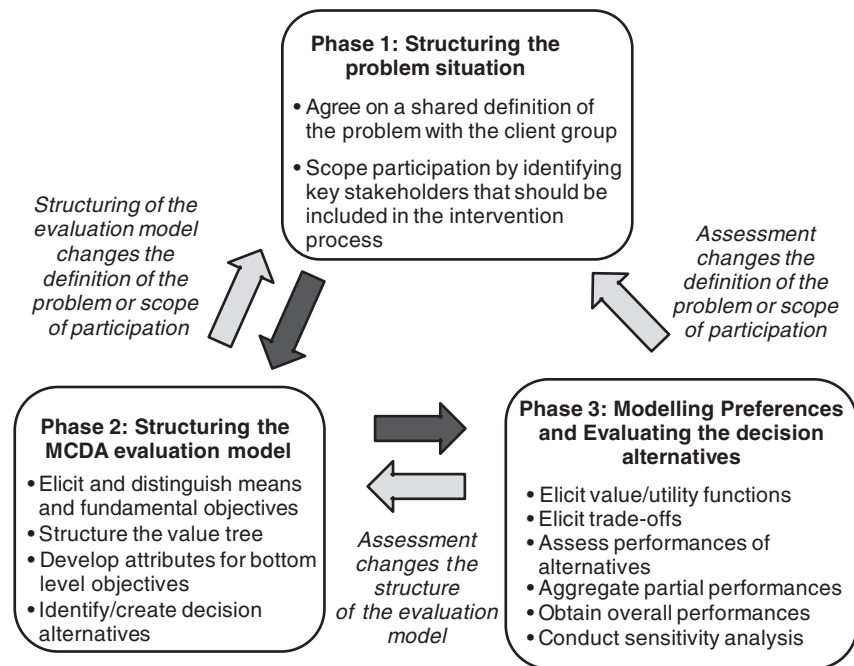 Phase 1: Structuring the
problem situation
• Agree on a shared definition of
the problem with the client group
• Scope participation by identifying
key stakeholders that should be
included in the intervention
process
Structuring of the
evaluation model
changes the
definition of the
problem or scope
of participation
Assessment
changes the
definition of the
problem or scope
of participation
Phase 2: Structuring the
MCDA evaluation model
• Elicit and distinguish means
and fundamental objectives
• Structure the value tree
• Develop attributes for bottom
level objectives
• Identify/create decision
alternatives
Assessment
changes the
structure
of the evaluation
model
Phase 3: Modelling Preferences
and Evaluating the decision
alternatives
• Elicit value/utility functions
• Elicit trade-offs
• Assess performances of
alternatives
• Aggregate partial performances
• Obtain overall performances
• Conduct sensitivity analysis